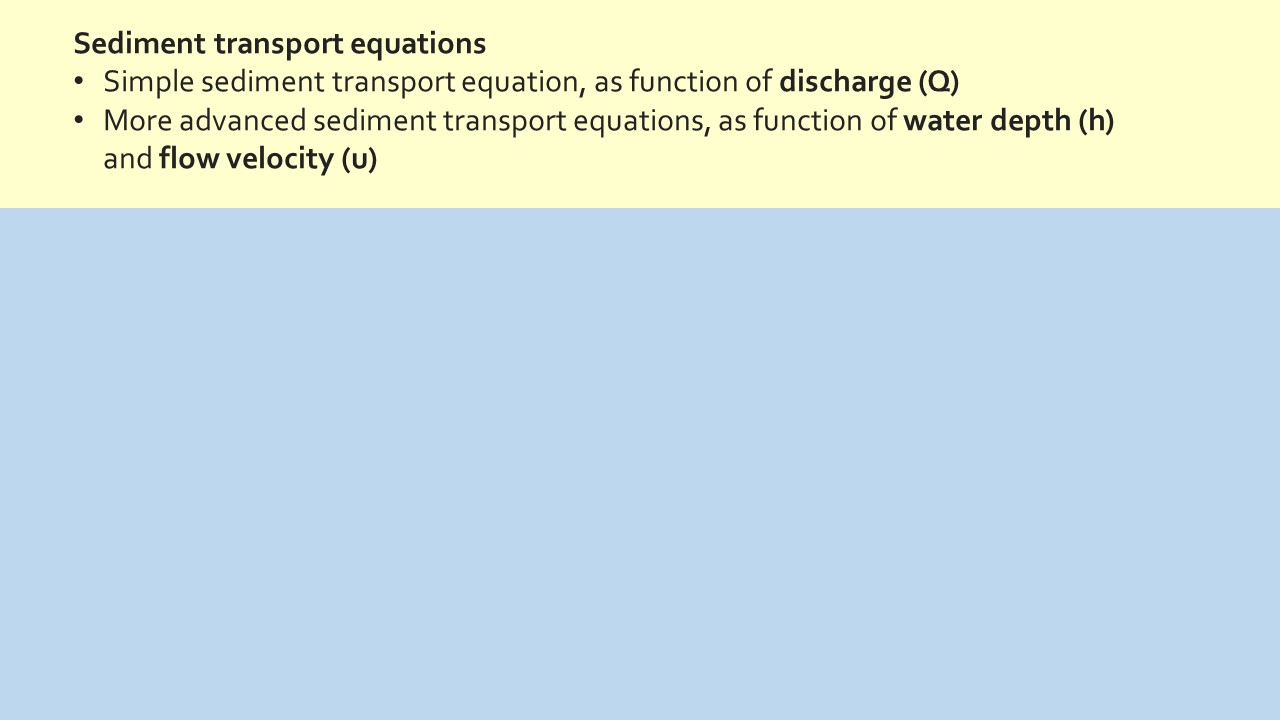 Sediment transport equations
• Simple sediment transport equation, as function of discharge (Q)
• More advanced sediment transport equations, as function of water depth (h)
and flow velocity (u)